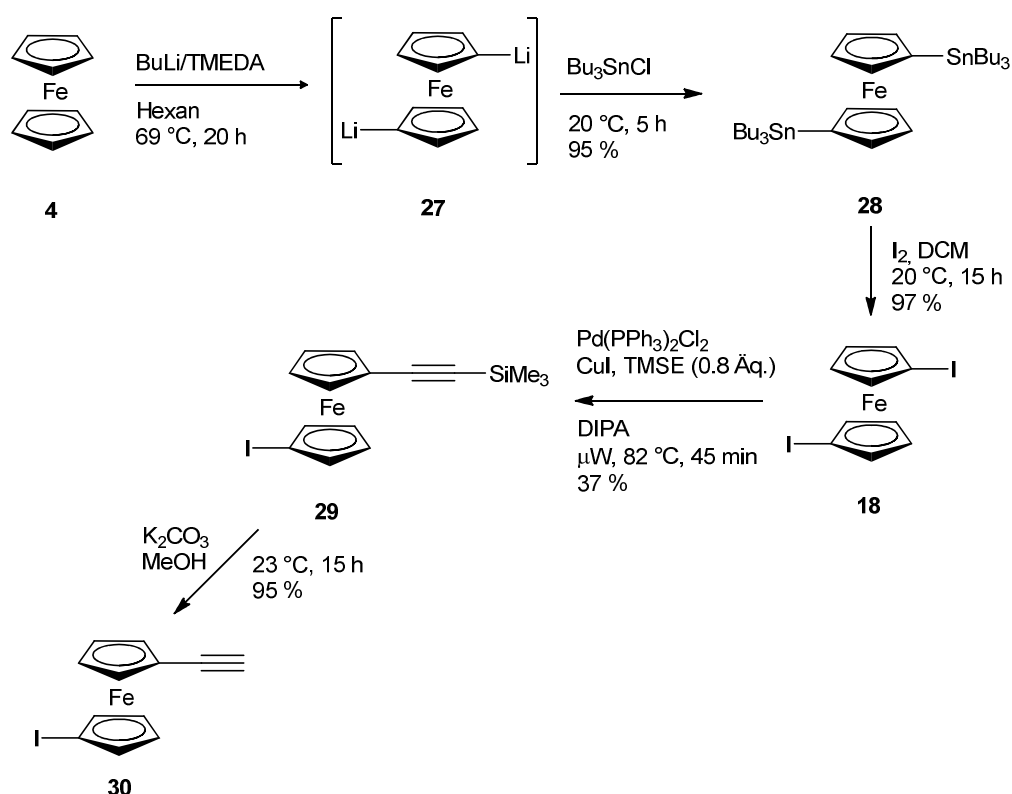 Fe
4
BuLi/TMEDA
Hexan
69 °C, 20 h
Li
Fe
Li
27
Bu3SnCl
20 °C, 5 h
95 %
SnBu3
Fe
Bu3Sn
28
I2, DCM
20 °C, 15 h
97 %
I
Fe
I
18
Pd(PPh3)2Cl2
CuI, TMSE (0.8 Äq.)
DIPA
µW, 82 °C, 45 min
37 %
SiMe3
Fe
I
29
K2CO3
MeOH
23 °C, 15 h
95 %
Fe
I
30